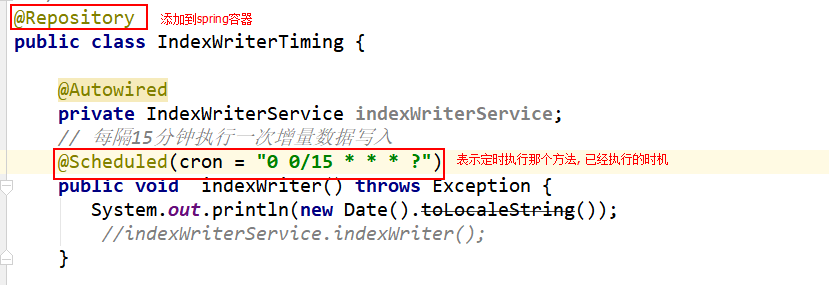 @Repository 添加到spring容器
public class IndexWriterTiming {
@Autowired
private IndexWriterService indexWriterService;
// 每隔15分钟执行一次增量数据写入
@Scheduled(cron = "0 0/15 * * * ?") 表示定时执行那个方法, 已经执行的时机
public void indexWriter() throws Exception {
System.out.println(new Date().toLocaleString());
//indexWriterService.indexWriter();
}